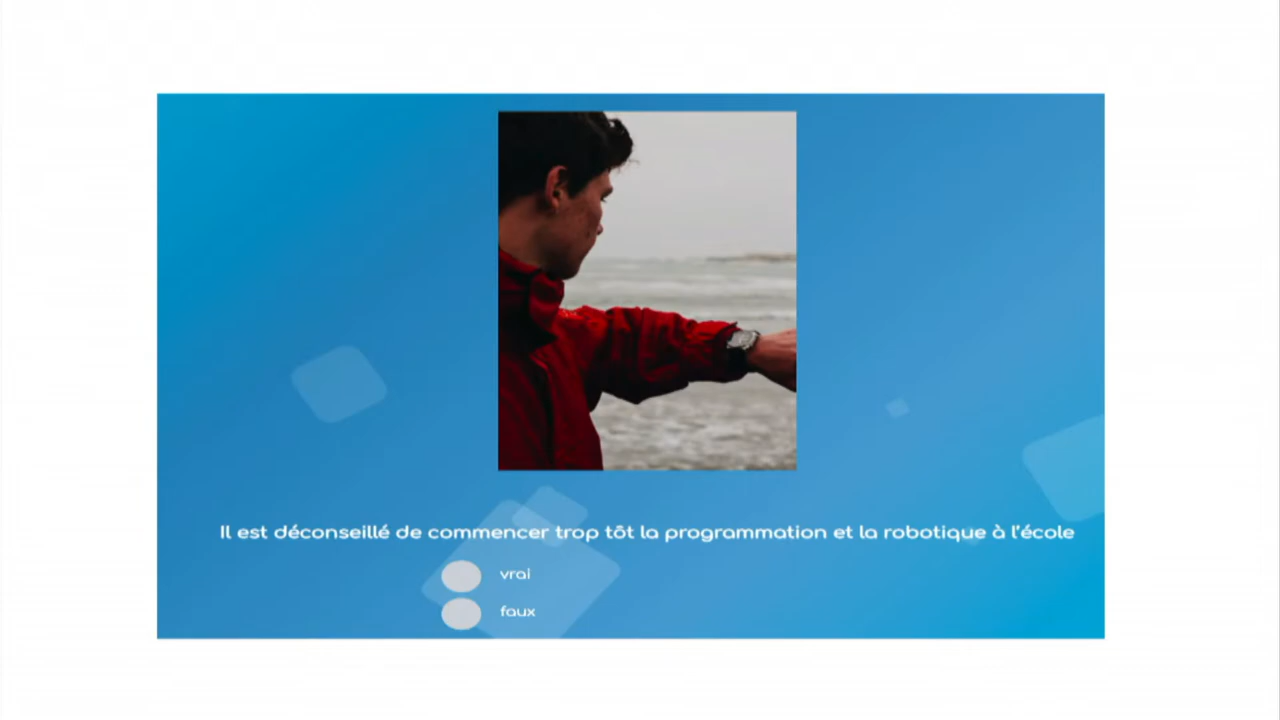 Il est déconseillé de commencer trop tôt la programmation et la robotique à l'école
vrai
faux